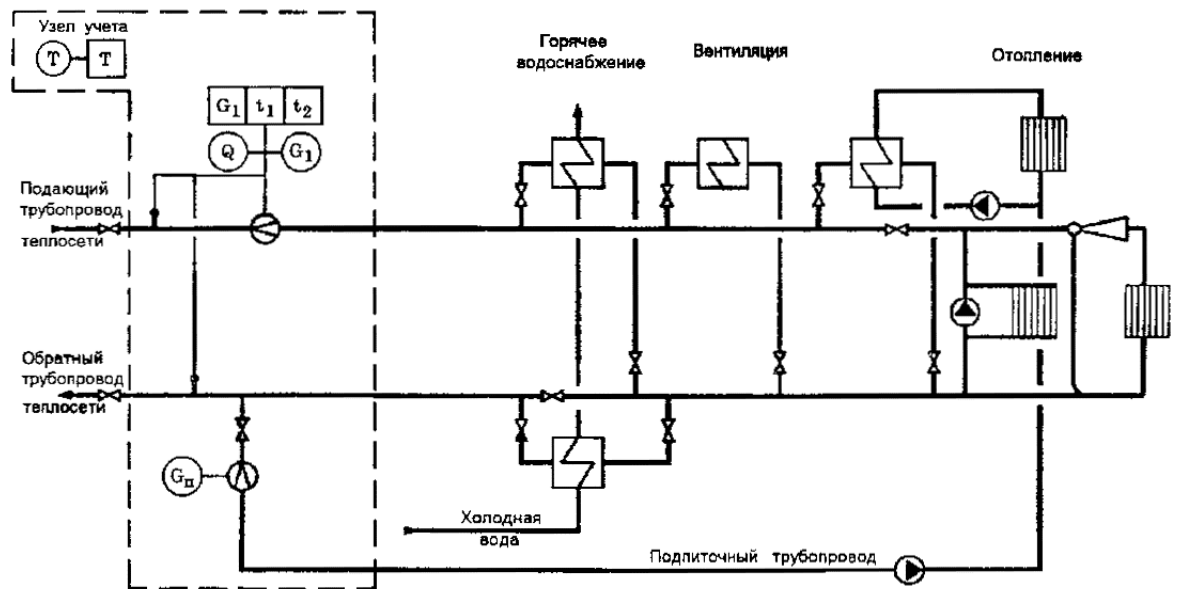 Узел учета
T T
Горячее
водоснабжение
Вентиляция
Отопление
G₁ t₁ t₂
Q G₁
Подающий
трубопровод
теплосети
Обратный
трубопровод
теплосети
Gп
Холодная
вода
Подпиточный трубопровод